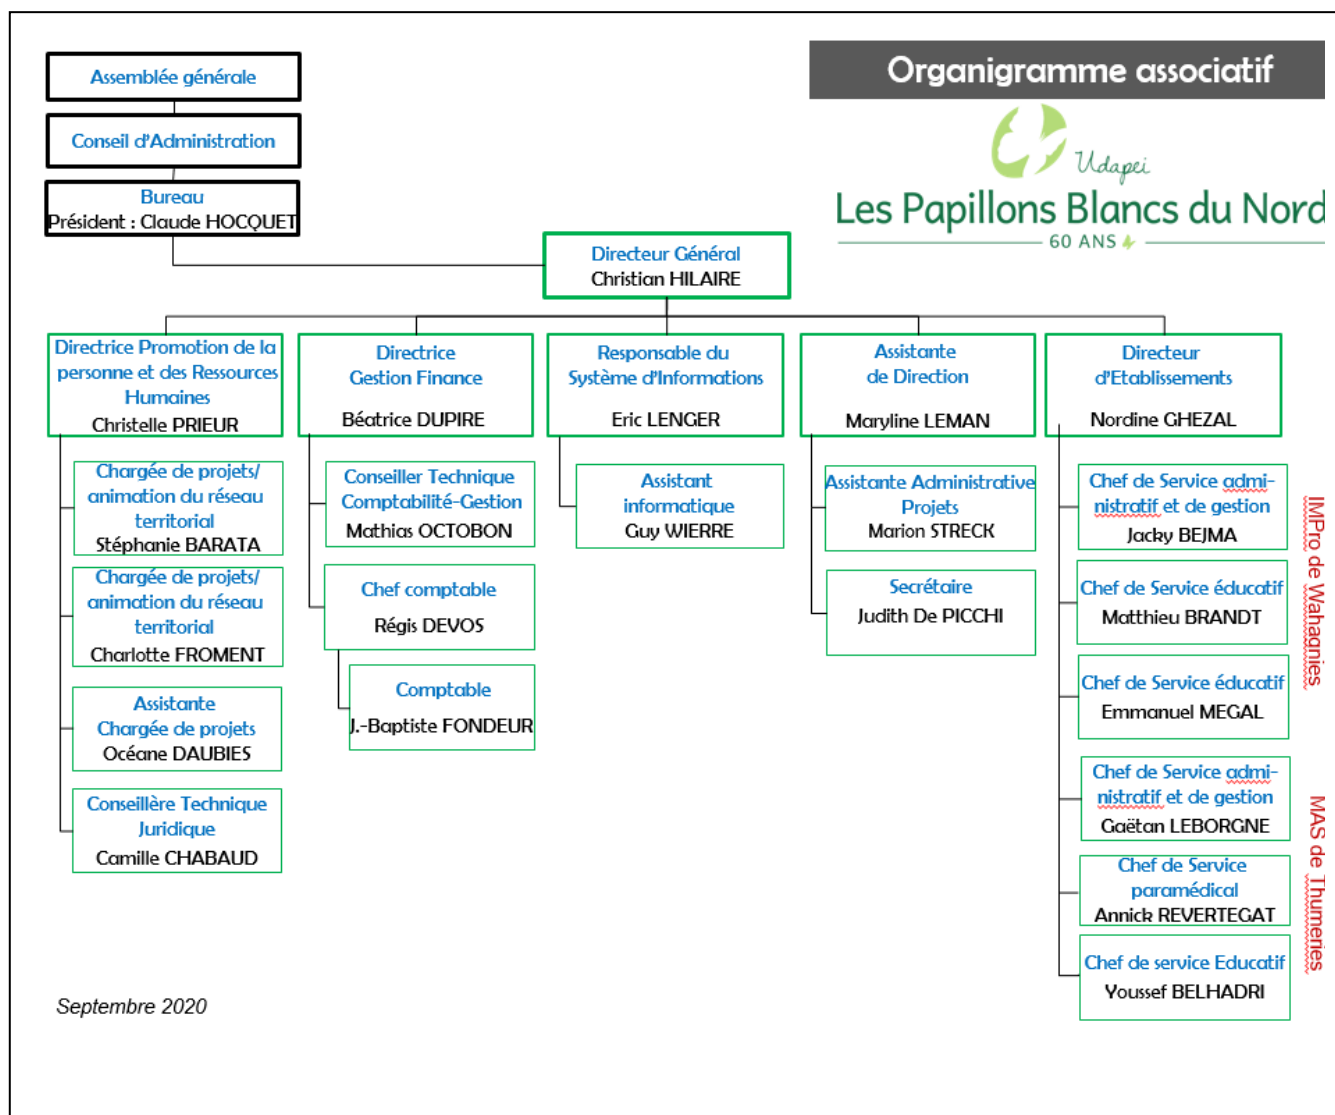 Organigramme associatif
Udapei
Les Papillons Blancs du Nord
60 ANS
Assemblée générale
Conseil d'Administration
Bureau
Président : Claude HOCQUET
Directeur Général
Christian HILAIRE
Directrice Promotion de la
personne et des Ressources
Humaines
Christelle PRIEUR
Chargée de projets/
animation du réseau
territorial
Stéphanie BARATA
Chargée de projets/
animation du réseau
territorial
Charlotte FROMENT
Assistante
Chargée de projets
Océane DAUBIES
Conseillère Technique
Juridique
Camille CHABAUD
Directrice
Gestion Finance
Béatrice DUPIRE
Conseiller Technique
Comptabilité-Gestion
Mathias OCTOBON
Chef comptable
Régis DEVOS
Comptable
J.-Baptiste FONDEUR
Responsable du
Système d'Informations
Eric LENGER
Assistant
informatique
Guy WIERRE
Assistante
de Direction
Maryline LEMAN
Assistante Administrative
Projets
Marion STRECK
Secrétaire
Judith De PICCHI
Directeur
d'Etablissements
Nordine GHEZAL
Chef de Service admi-
nistratif et de gestion
Jacky BEJMA
Chef de Service éducatif
Matthieu BRANDT
Chef de Service éducatif
Emmanuel MEGAL
IMPro de Wahagnies
Chef de Service admi-
nistratif et de gestion
Gaëtan LEBORGNE
Chef de Service
paramédical
Annick REVERTEGAT
Chef de service Educatif
Youssef BELHADRI
MAS de Thumeries
Septembre 2020